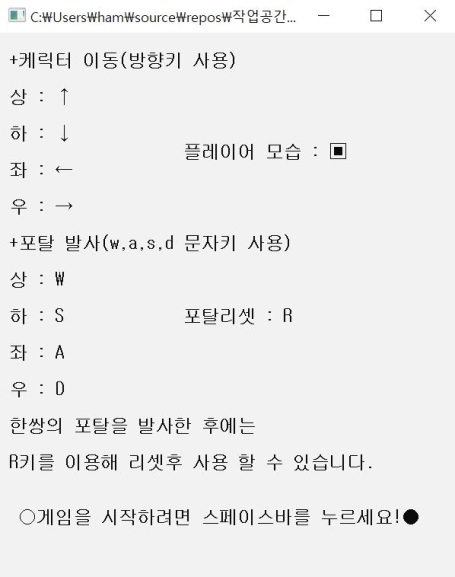 C:₩Users₩ham₩source₩repos₩작업공간...
+케릭터 이동(방향키 사용)
상 : ↑
하 : ↓
플레이어 모습 : ▣
좌 : ←
우 : →
+포탈 발사(w,a,s,d 문자키 사용)
상 : W
하 : S 포탈리셋 : R
좌 : A
우 : D
한쌍의 포탈을 발사한 후에는
R키를 이용해 리셋후 사용 할 수 있습니다.
○게임을 시작하려면 스페이스바를 누르세요!●